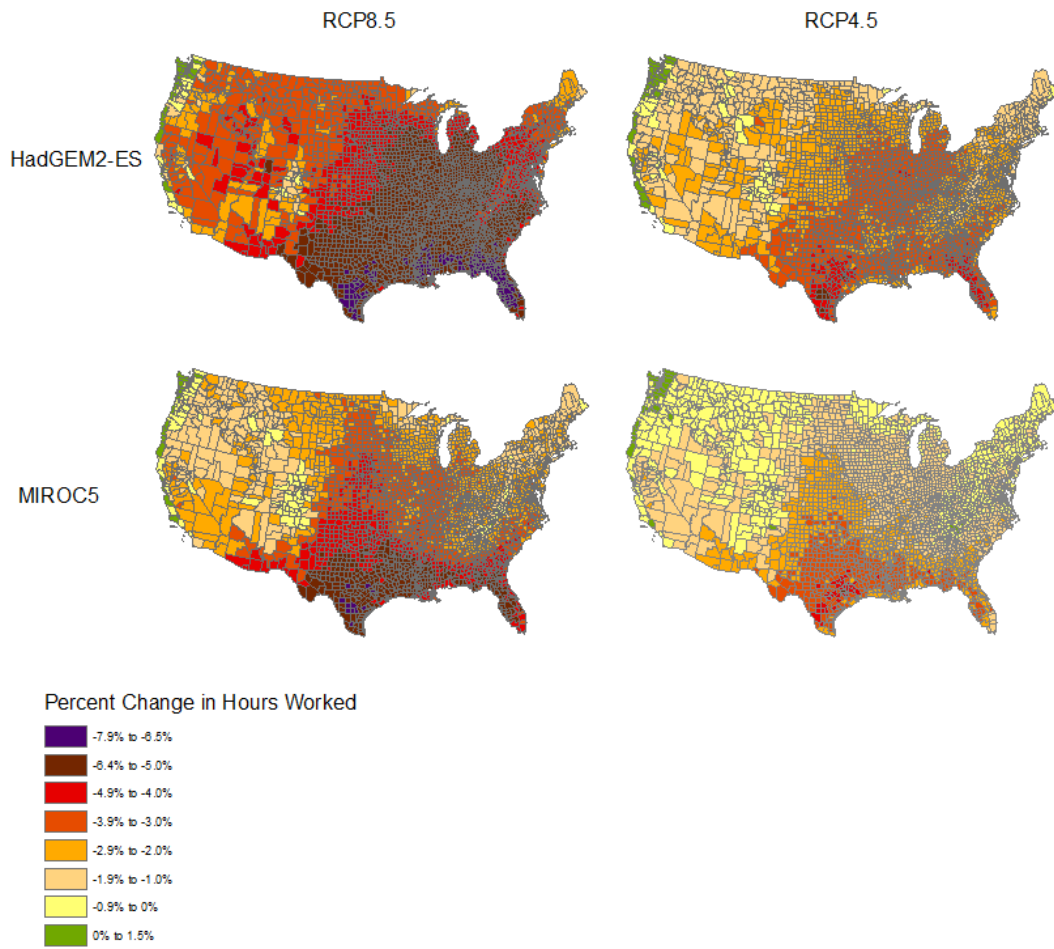 RCP8.5
RCP4.5
HadGEM2-ES
MIROC5
Percent Change in Hours Worked
-7.9% to -6.5%
-6.4% to -5.0%
-4.9% to -4.0%
-3.9% to -3.0%
-2.9% to -2.0%
-1.9% to -1.0%
-0.9% to 0%
0% to 1.5%